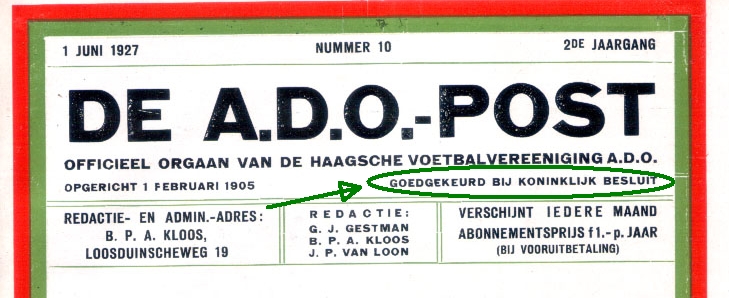 1 JUNI 1927 NUMMER 10 2DE JAARGANG
DE A.D.O.-POST
OFFICIEEL ORGAAN VAN DE HAAGSCHE VOETBALVEREENIGING A.D.O.
OPGERICHT 1 FEBRUARI 1905 GOEDGEKEURD BIJ KONINKLIJK BESLUIT
REDACTIE- EN ADMIN.-ADRES:
B. P. A. KLOOS,
LOOSDUINSCHEWEG 19
REDACTIE:
G. J. GESTMAN
B. P. A. KLOOS
J. P. VAN LOON
VERSCHIJNT IEDERE MAAND
ABONNEMENTSPRIJS f 1.- p. JAAR
(BIJ VOORUITBETALING)